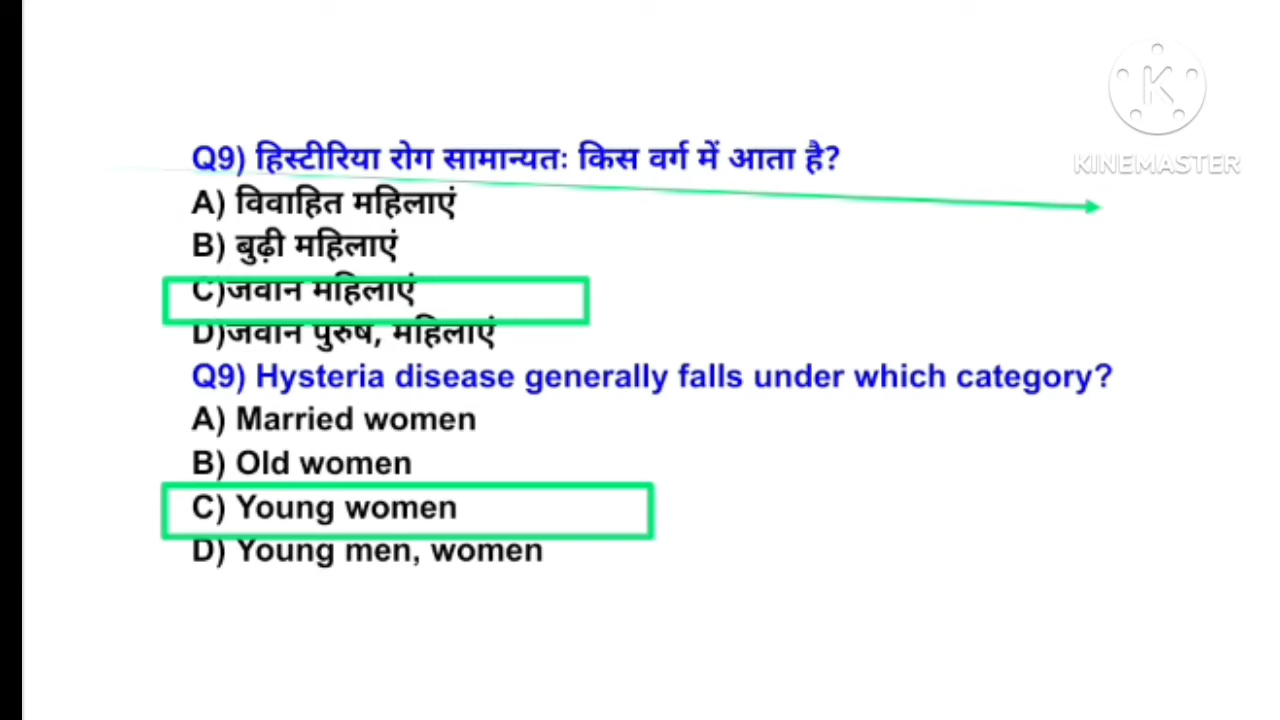 Q9) हिस्टीरिया रोग सामान्यतः किस वर्ग में आता है?
A) विवाहित महिलाएं
B) बुढ़ी महिलाएं
C)जवान महिलाएं
D)जवान पुरुष, महिलाएं
Q9) Hysteria disease generally falls under which category?
A) Married women
B) Old women
C) Young women
D) Young men, women
K
KINEMASTER